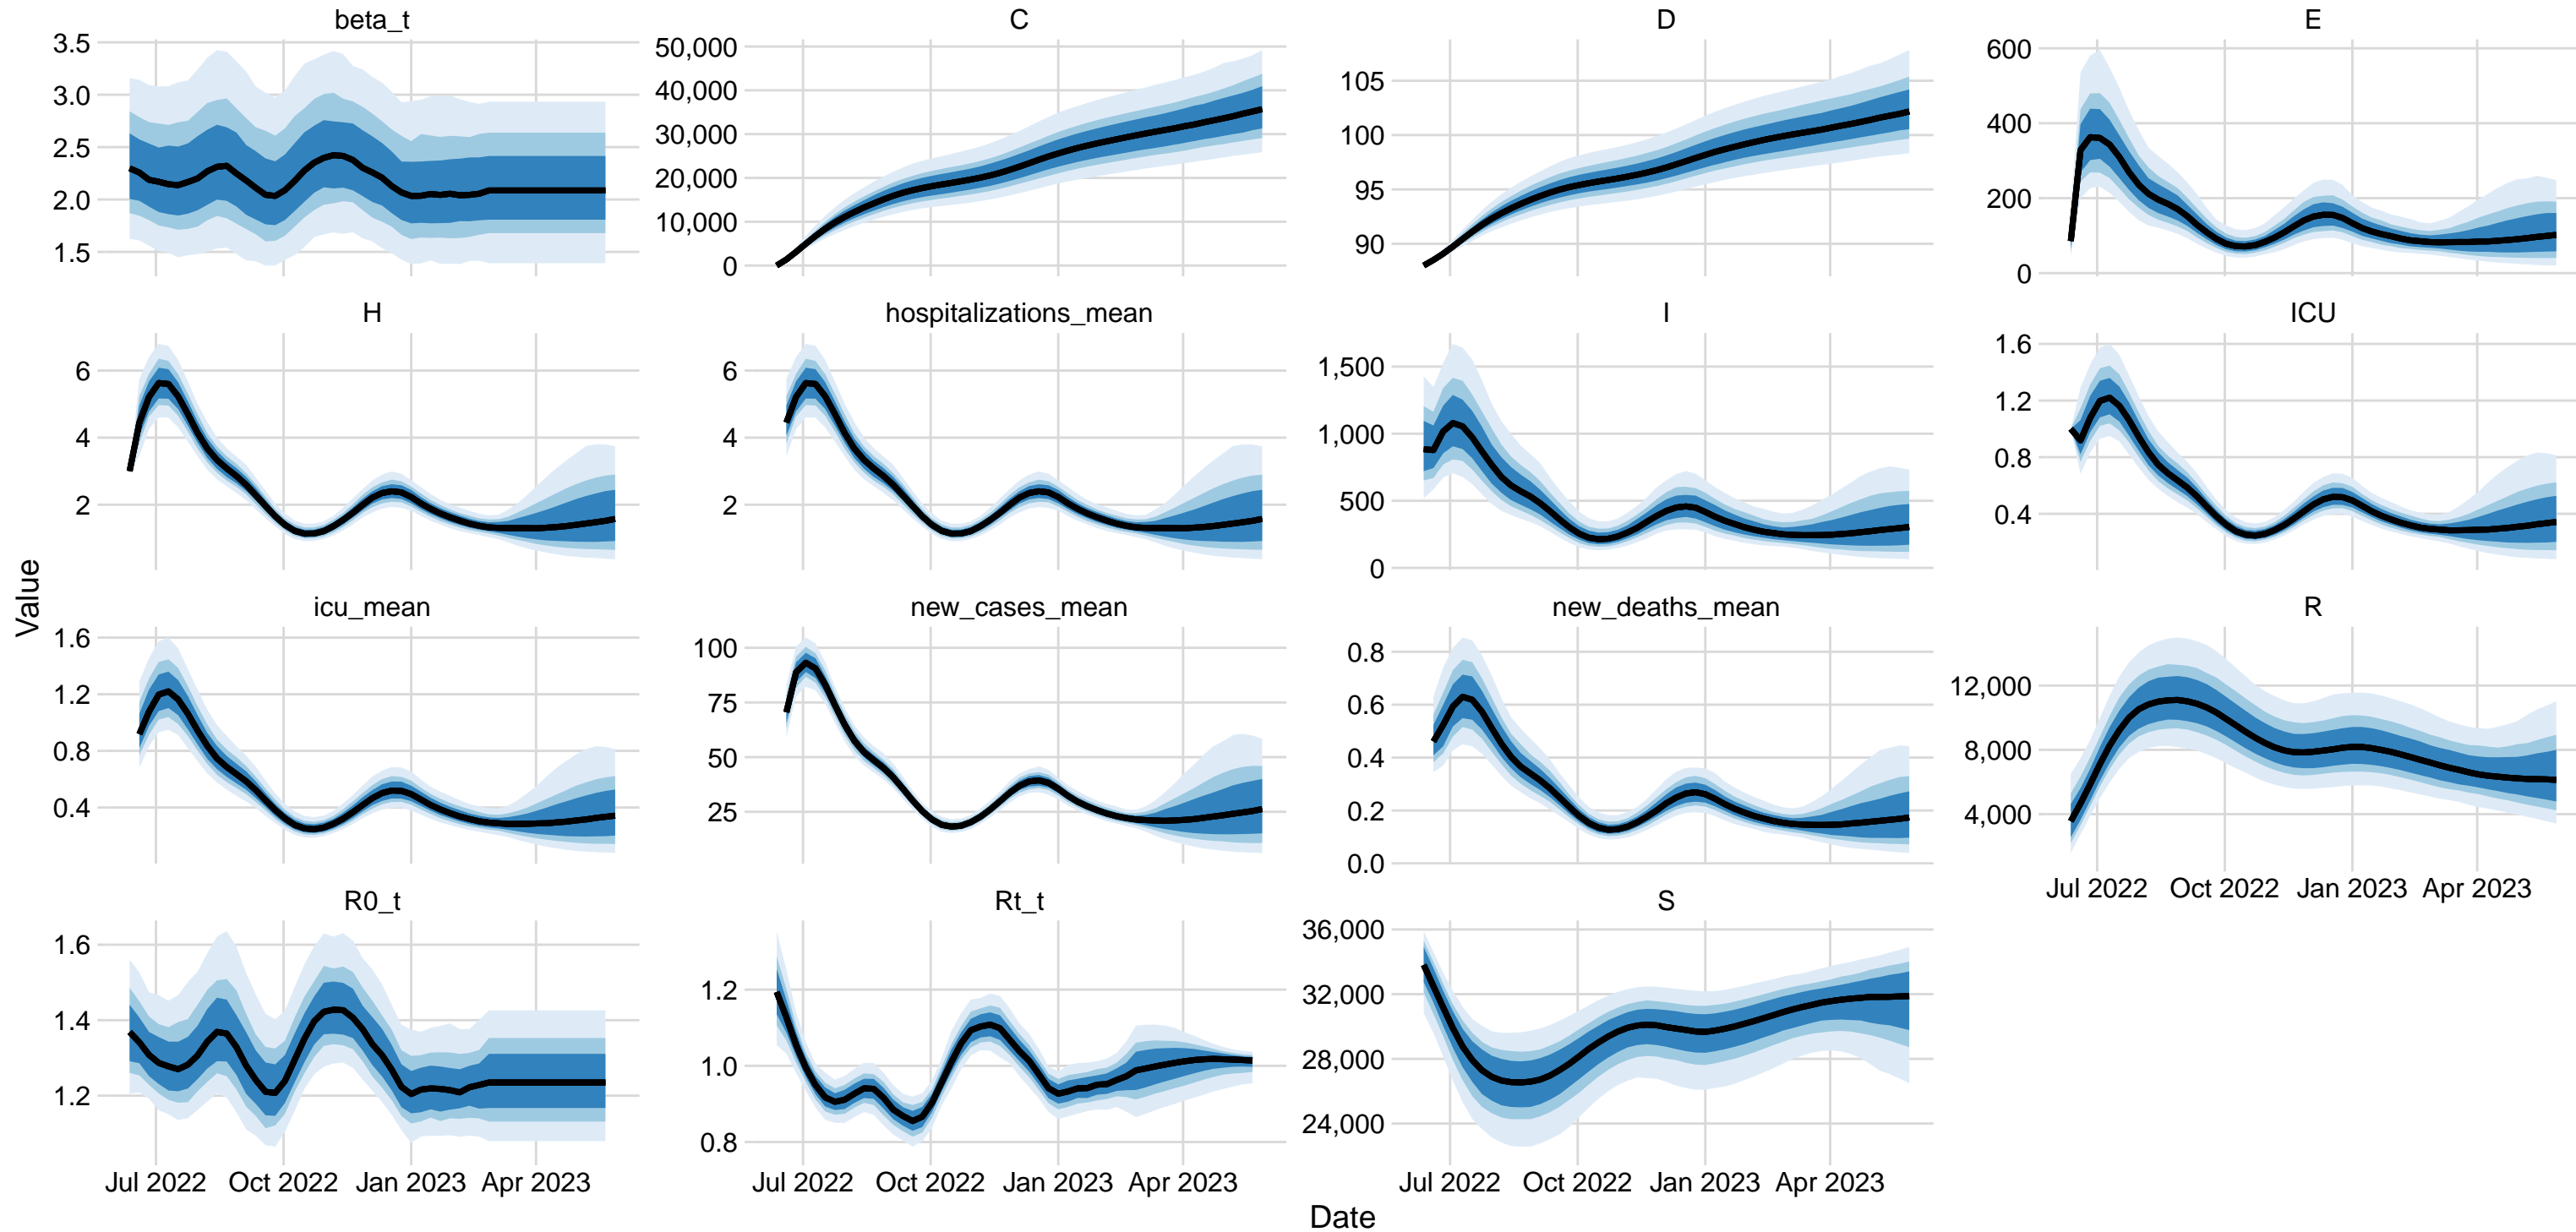 beta_t
3.5
3.0
2.5
2.0
1.5
C
50,000
40,000
30,000
20,000
10,000
0
D
105
100
95
90
E
600
400
200
0
H
6
4
2
hospitalizations_mean
6
4
2
I
1,500
1,000
500
0
ICU
1.6
1.2
0.8
0.4
icu_mean
1.6
1.2
0.8
0.4
new_cases_mean
100
75
50
25
new_deaths_mean
0.8
0.6
0.4
0.2
0.0
R
12,000
8,000
4,000
Jul 2022 Oct 2022 Jan 2023 Apr 2023
R0_t
1.6
1.4
1.2
Jul 2022 Oct 2022 Jan 2023 Apr 2023
Rt_t
1.2
1.0
0.8
Jul 2022 Oct 2022 Jan 2023 Apr 2023
S
36,000
32,000
28,000
24,000
Jul 2022 Oct 2022 Jan 2023 Apr 2023
Value
Date